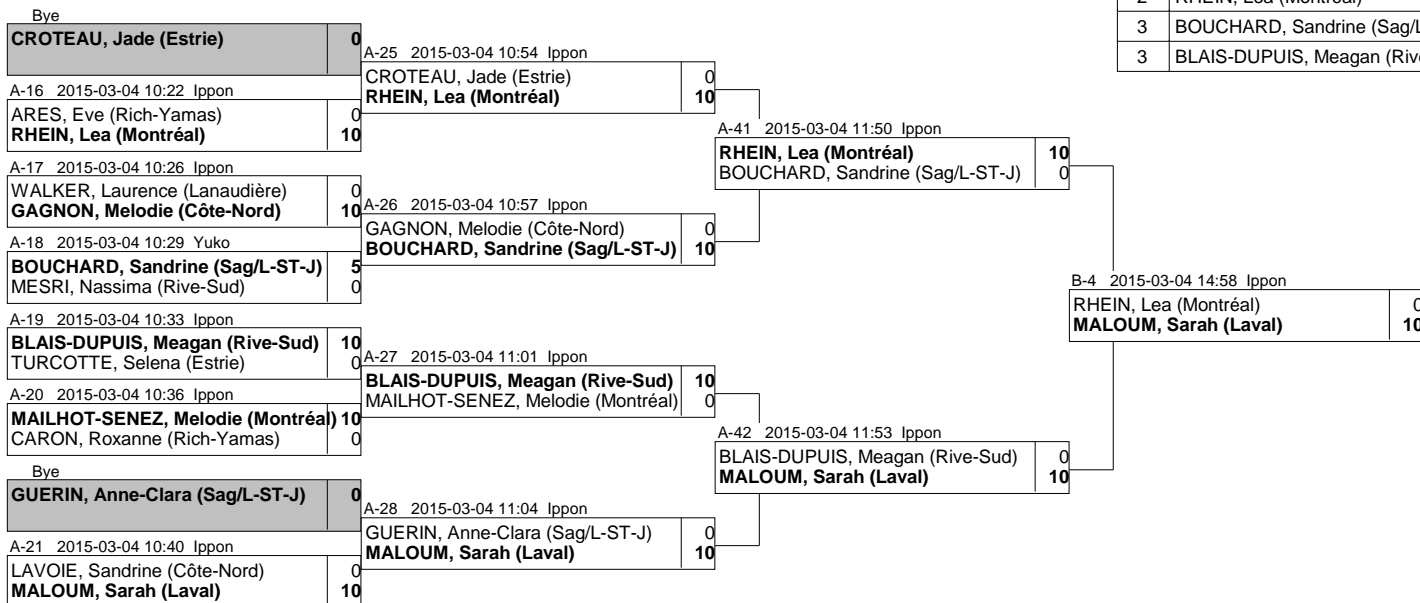 Bye
CROTEAU, Jade (Estrie) 0
A-16 2015-03-04 10:22 Ippon
ARES, Eve (Rich-Yamas) 0
RHEIN, Lea (Montréal) 10
A-17 2015-03-04 10:26 Ippon
WALKER, Laurence (Lanaudière) 0
GAGNON, Melodie (Côte-Nord) 10
A-18 2015-03-04 10:29 Yuko
BOUCHARD, Sandrine (Sag/L-ST-J) 5
MESRI, Nassima (Rive-Sud) 0
A-19 2015-03-04 10:33 Ippon
BLAIS-DUPUIS, Meagan (Rive-Sud) 10
TURCOTTE, Selena (Estrie) 0
A-20 2015-03-04 10:36 Ippon
MAILHOT-SENEZ, Melodie (Montréal) 10
CARON, Roxanne (Rich-Yamas) 0
Bye
GUERIN, Anne-Clara (Sag/L-ST-J) 0
A-21 2015-03-04 10:40 Ippon
LAVOIE, Sandrine (Côte-Nord) 0
MALOUM, Sarah (Laval) 10
A-25 2015-03-04 10:54 Ippon
CROTEAU, Jade (Estrie) 0
RHEIN, Lea (Montréal) 10
A-26 2015-03-04 10:57 Ippon
GAGNON, Melodie (Côte-Nord) 0
BOUCHARD, Sandrine (Sag/L-ST-J) 10
A-27 2015-03-04 11:01 Ippon
BLAIS-DUPUIS, Meagan (Rive-Sud) 10
MAILHOT-SENEZ, Melodie (Montréal) 0
A-28 2015-03-04 11:04 Ippon
GUERIN, Anne-Clara (Sag/L-ST-J) 0
MALOUM, Sarah (Laval) 10
A-41 2015-03-04 11:50 Ippon
RHEIN, Lea (Montréal) 10
BOUCHARD, Sandrine (Sag/L-ST-J) 0
A-42 2015-03-04 11:53 Ippon
BLAIS-DUPUIS, Meagan (Rive-Sud) 0
MALOUM, Sarah (Laval) 10
B-4 2015-03-04 14:58 Ippon
RHEIN, Lea (Montréal) 0
MALOUM, Sarah (Laval) 10
2 RHEIN, Lea (Montréal)
3 BOUCHARD, Sandrine (Sag/L
3 BLAIS-DUPUIS, Meagan (Riv